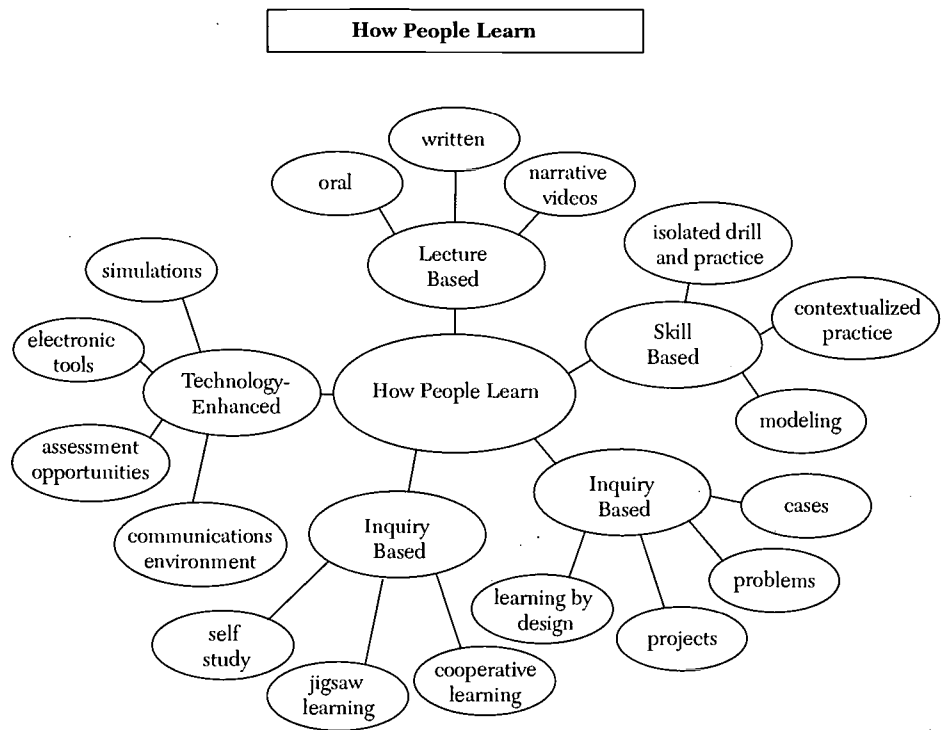 How People Learn
written
oral
narrative
videos
Lecture
Based
isolated drill
and practice
simulations
contextualized
practice
Skill
Based
electronic
tools
Technology-
Enhanced
How People Learn
modeling
assessment
opportunities
Inquiry
Based
cases
communications
environment
Inquiry
Based
problems
learning by
design
self
study
projects
jigsaw
learning
cooperative
learning